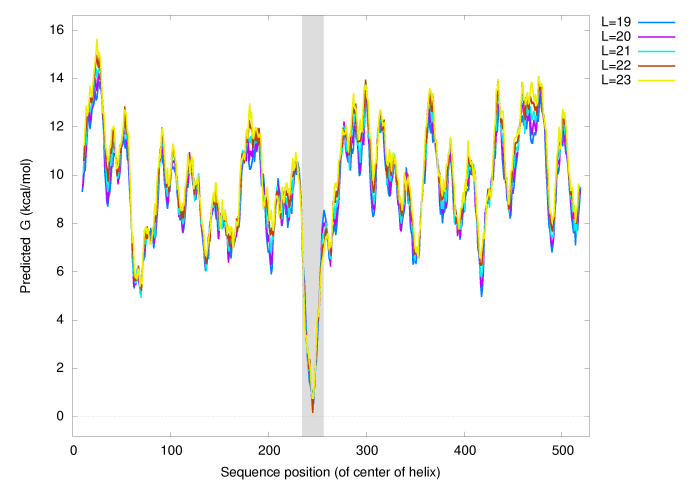 16
14
12
10
8
6
4
2
0
0 100 200 300 400 500
Predicted G (kcal/mol)
Sequence position (of center of helix)
L=19
L=20
L=21
L=22
L=23